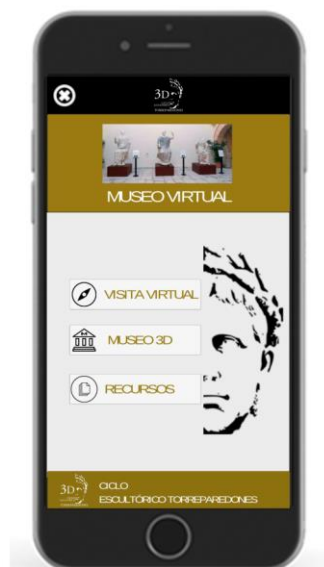 3D
MUSEO VIRTUAL
VISITA VIRTUAL
MUSEO 3D
RECURSOS
3D
CICLO
ESCULTÓRICO TORREPAREDONES